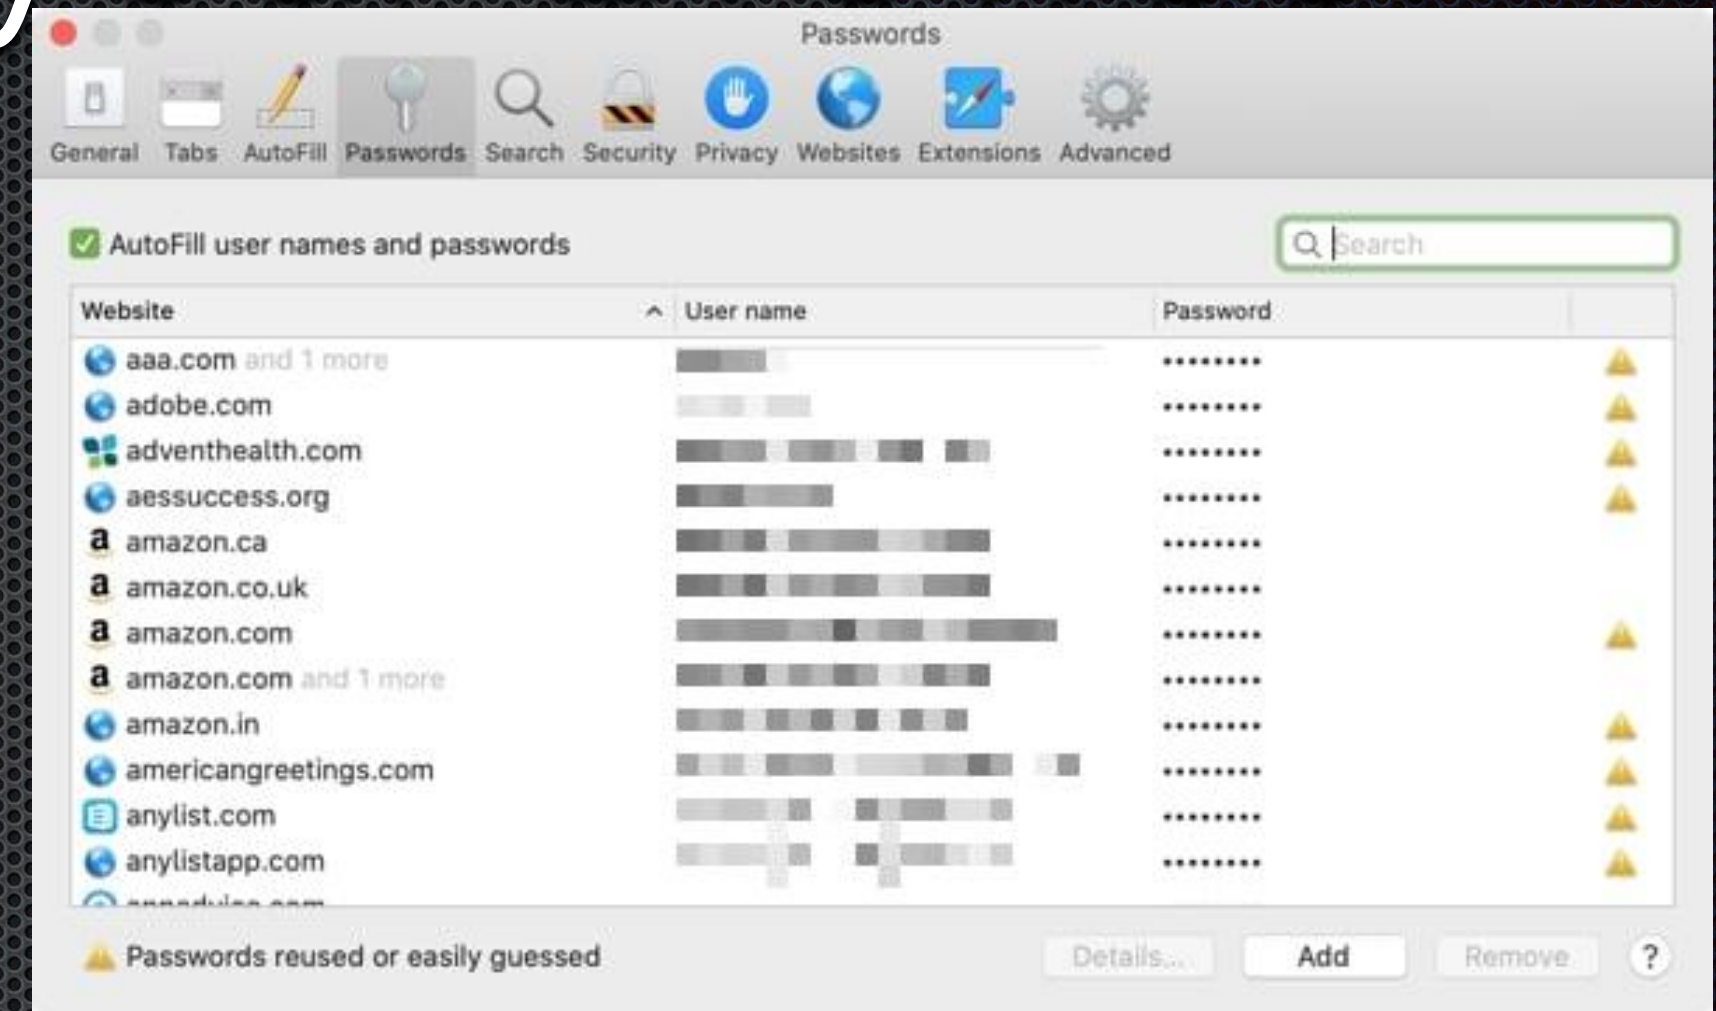 Passwords
General Tabs AutoFill Passwords Search Security Privacy Websites Extensions Advanced
AutoFill user names and passwords
Search
Website User name Password
aaa.com and 1 more ••••••••
adobe.com ••••••••
adventhealth.com ••••••••
aessuccess.org ••••••••
a amazon.ca ••••••••
a amazon.co.uk ••••••••
a amazon.com ••••••••
a amazon.com and 1 more ••••••••
amazon.in ••••••••
americangreetings.com ••••••••
anylist.com ••••••••
anylistapp.com ••••••••
Passwords reused or easily guessed
Details... Add Remove ?